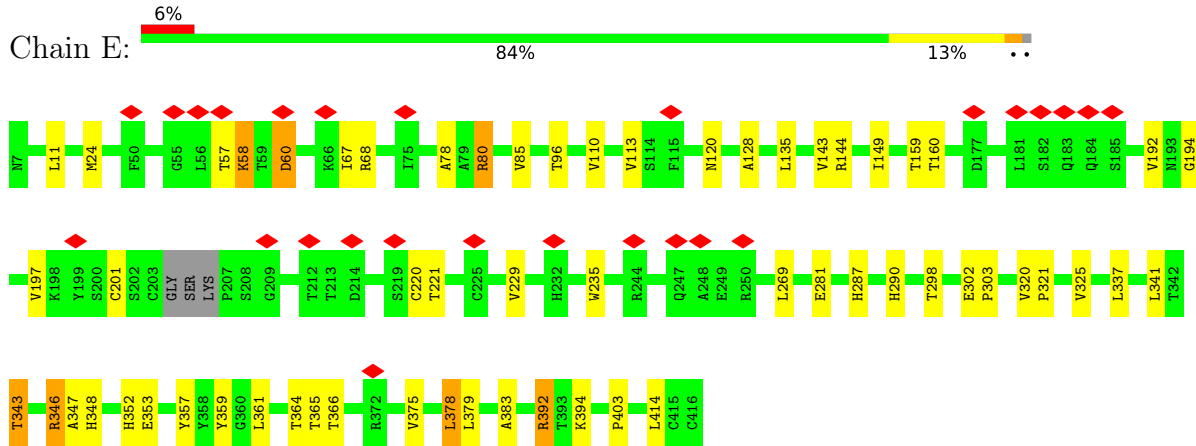 6%
Chain E:
84%
13%
• •
N7 L11 M24 F50 G55 L56 T57 K58 T59 D60 K66 I67 R68 I75 A78 A79 R80 V85 T96 V110 V113 S114 F115 N120 A128 L135 V143 R144 I149 T159 T160 D177 L181 S182 Q183 Q184 S185 V192 N193 G194
V197 K198 Y199 S200 C201 S202 C203 GLY SER LYS P207 S208 G209 T212 T213 D214 S219 C220 T221 C225 V229 H232 W235 R244 Q247 A248 E249 R250 L269 E281 H287 H290 T298 E302 P303 V320 P321 V325 L337 L341 T342
T343 R346 A347 H348 H352 E353 Y357 Y358 Y359 G360 L361 T364 T365 T366 R372 V375 L378 L379 A383 R392 T393 K394 P403 L414 C415 C416